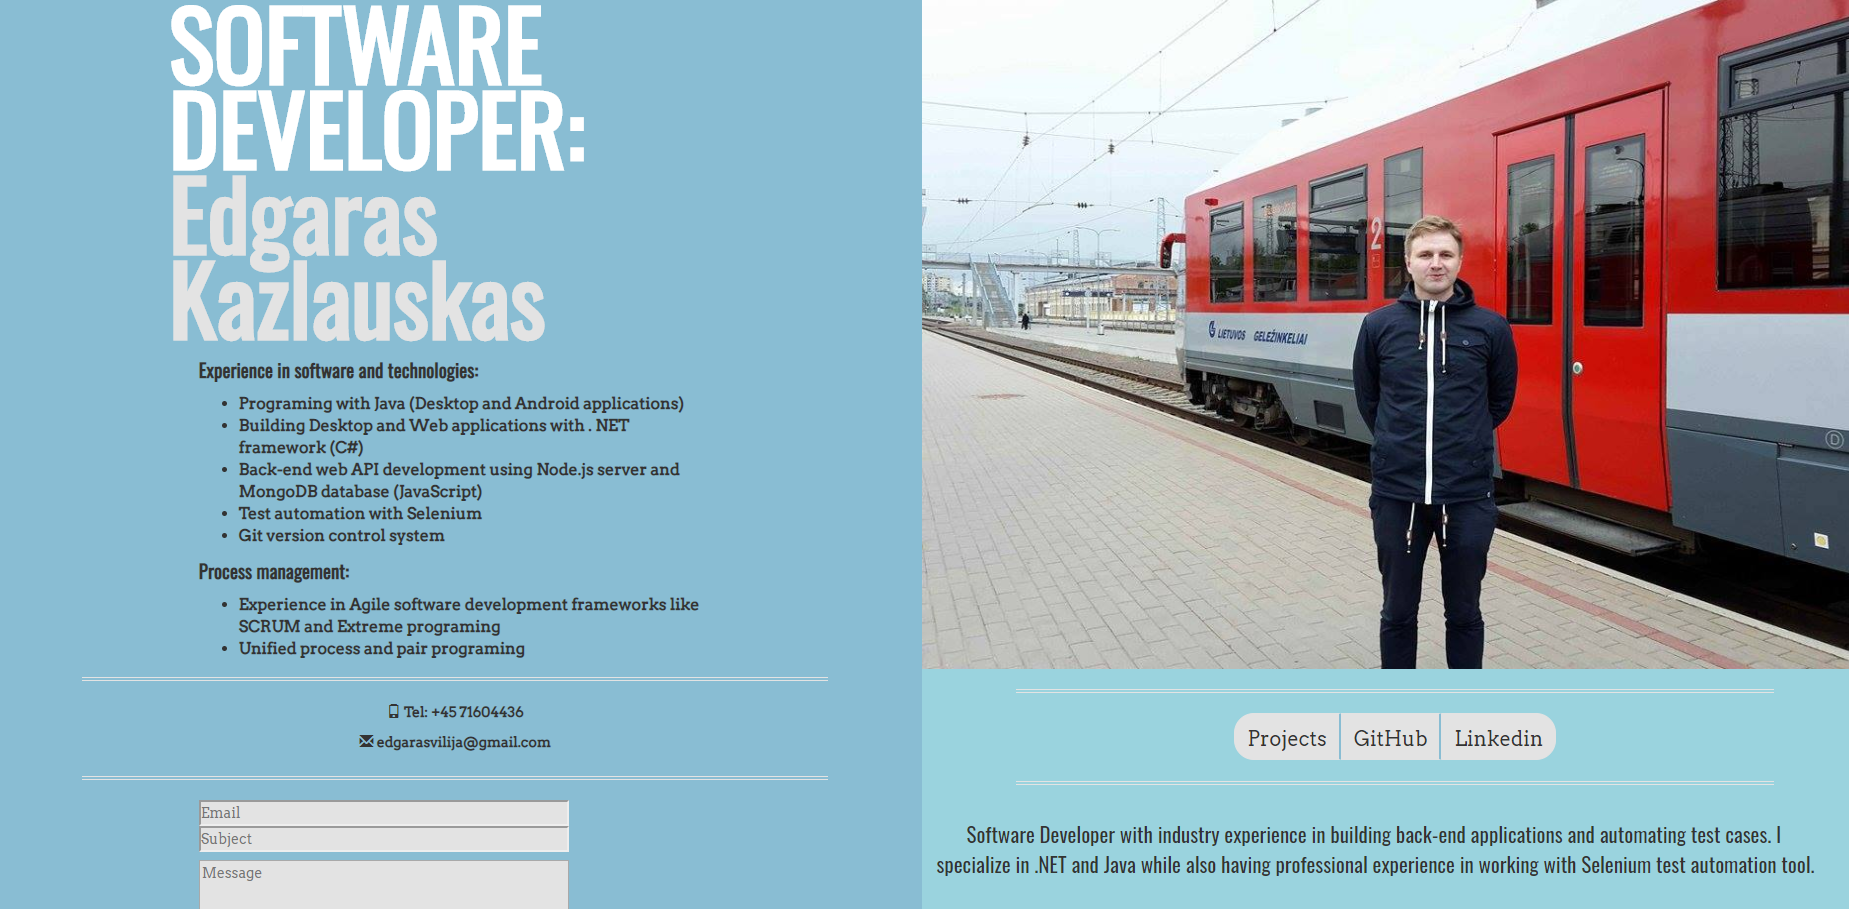 SOFTWARE
DEVELOPER:
Edgaras
Kazlauskas
Experience in software and technologies:
• Programing with Java (Desktop and Android applications)
• Building Desktop and Web applications with . NET
framework (C#)
• Back-end web API development using Node.js server and
MongoDB database (JavaScript)
• Test automation with Selenium
• Git version control system
Process management:
• Experience in Agile software development frameworks like
SCRUM and Extreme programing
• Unified process and pair programing
Tel: +45 71604436
edgarasvilija@gmail.com
Email
Subject
Message
2
LIETUVOS GELEŽINKELIAI
D
Projects
GitHub
Linkedin
Software Developer with industry experience in building back-end applications and automating test cases. I
specialize in .NET and Java while also having professional experience in working with Selenium test automation tool.